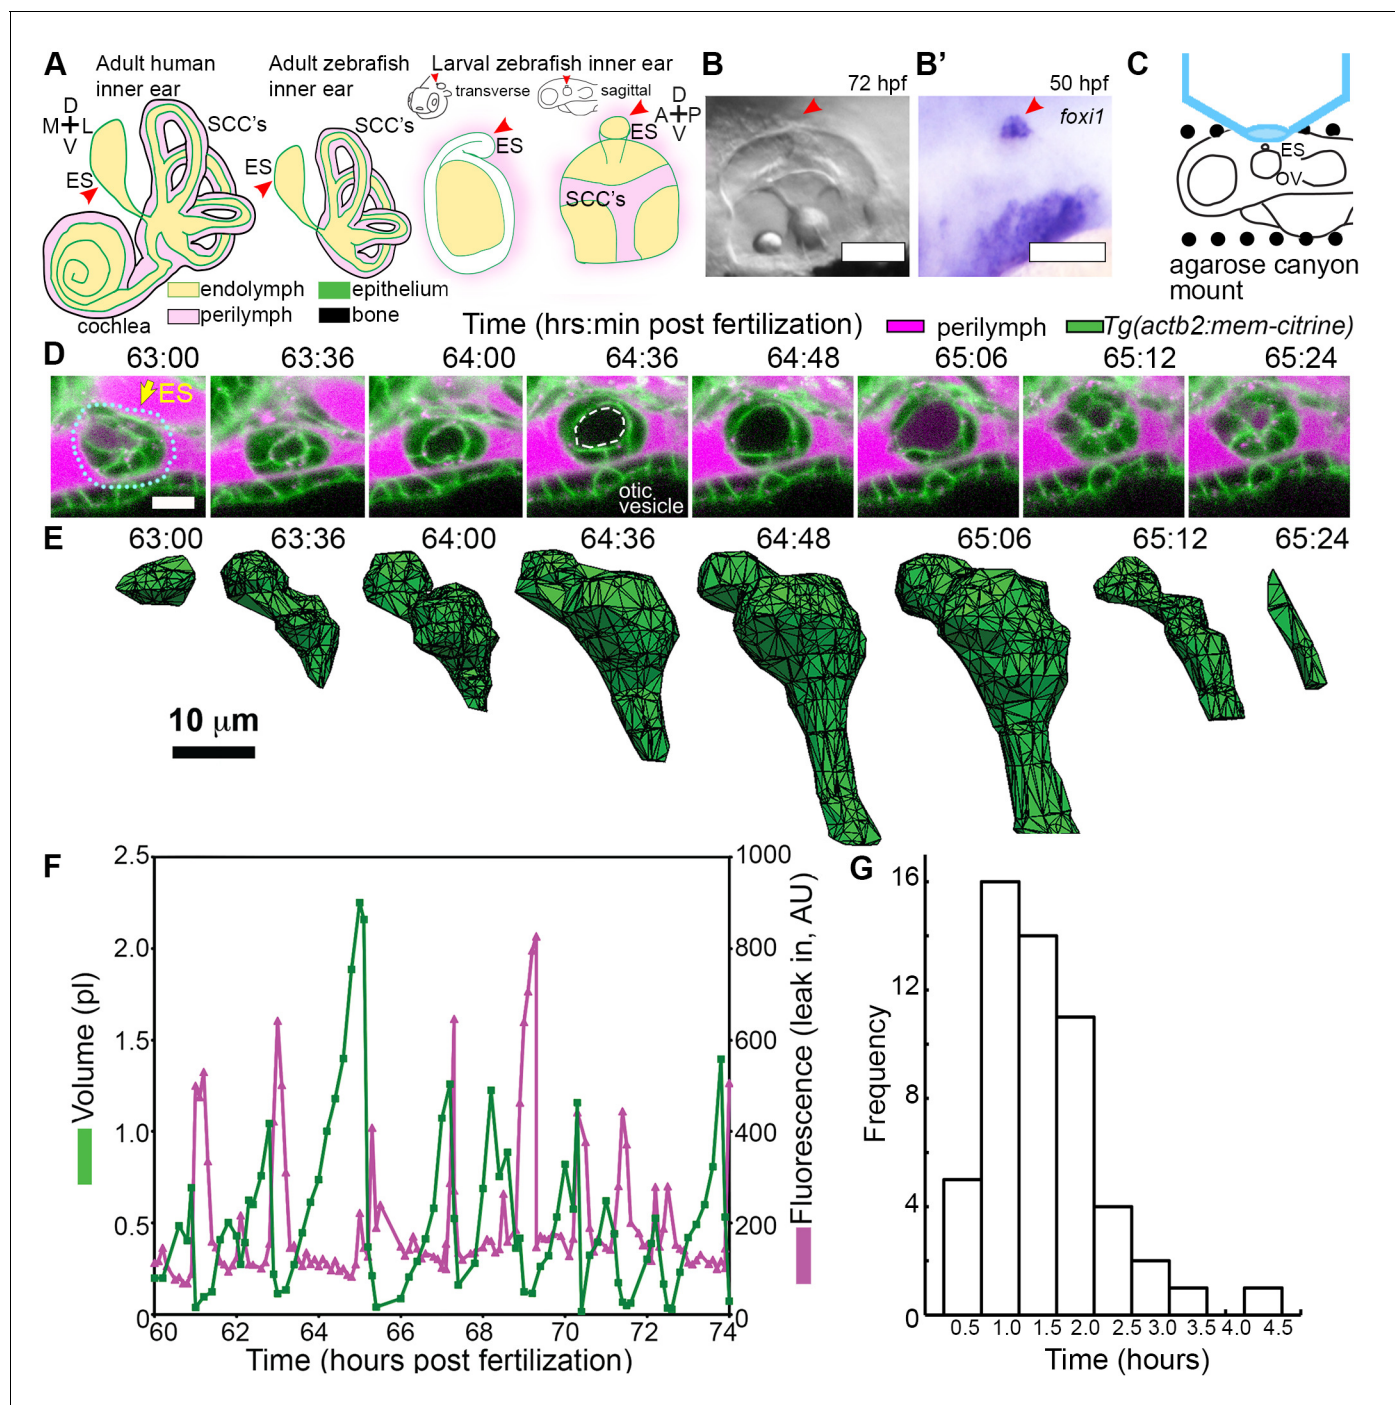 A
Adult human
inner ear
Adult zebrafish
inner ear
Larval zebrafish inner ear
transverse
sagittal
D
M L
V
D
A P
V
SCC's
SCC's
ES
ES
ES
ES
SCC's
cochlea
endolymph
epithelium
perilymph
bone
B
72 hpf
B’
50 hpf
foxi1
C
ES
OV
agarose canyon
mount
Time (hrs:min post fertilization)
perilymph
Tg(actb2:mem-citrine)
D
63:00 63:36 64:00 64:36 64:48 65:06 65:12 65:24
ES
otic
vesicle
E
63:00 63:36 64:00 64:36 64:48 65:06 65:12 65:24
10 µm
F
2.5
2.0
1.5
1.0
0.5
0
Volume (pl)
1000
800
600
400
200
0
Fluorescence (leak in, AU)
60 62 64 66 68 70 72 74
Time (hours post fertilization)
G
16
12
8
4
0
Frequency
0.5 1.0 1.5 2.0 2.5 3.0 3.5 4.0 4.5
Time (hours)